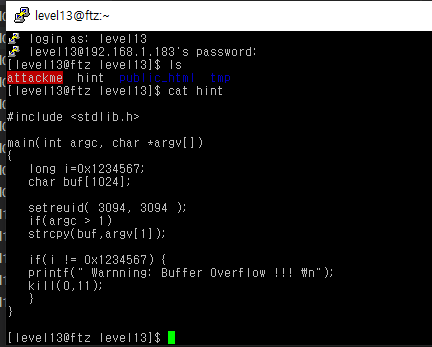 level13@ftz:~
login as: level13
level13@192.168.1.183's password:
[level13@ftz level13]$ ls
attackme hint public_html tmp
[level13@ftz level13]$ cat hint
#include <stdlib.h>
main(int argc, char *argv[])
{
long i=0x1234567;
char buf[1024];
setreuid( 3094, 3094 );
if(argc > 1)
strcpy(buf,argv[1]);
if(i != 0x1234567) {
printf(" Warnning: Buffer Overflow !!! ₩n");
kill(0,11);
}
}
[level13@ftz level13]$